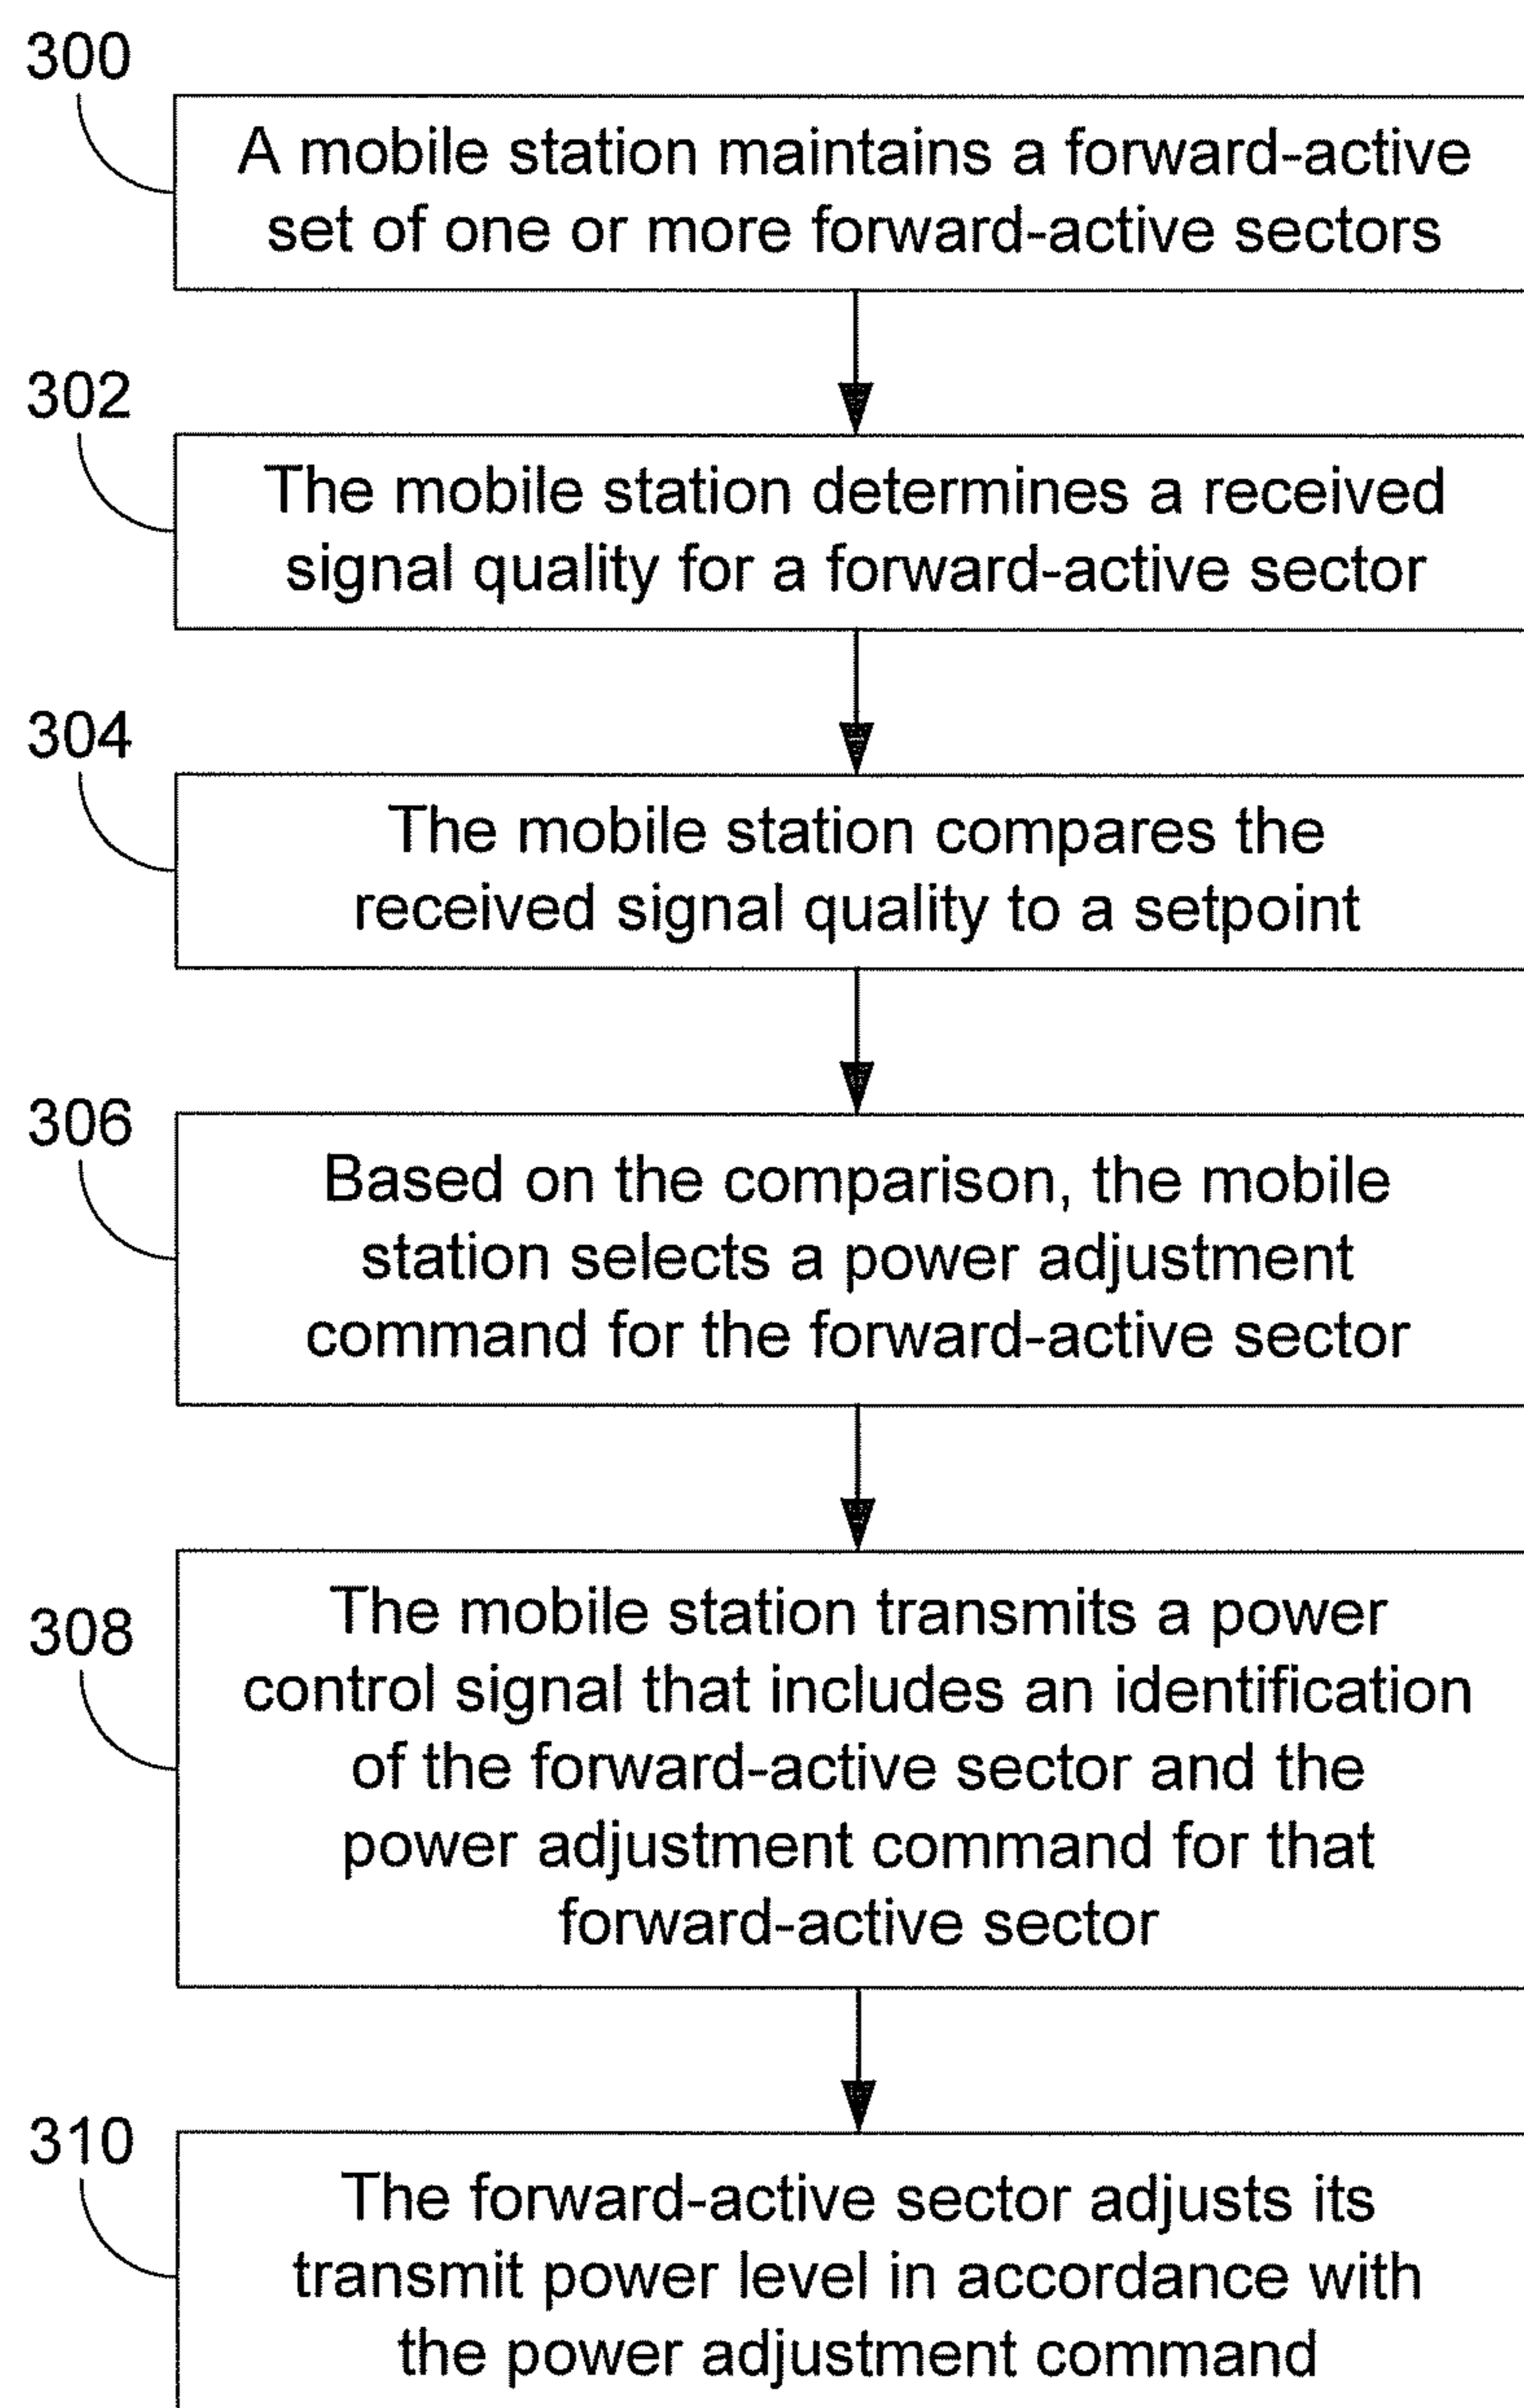 300
A mobile station maintains a forward-active
set of one or more forward-active sectors
302
The mobile station determines a received
signal quality for a forward-active sector
304
The mobile station compares the
received signal quality to a setpoint
306
Based on the comparison, the mobile
station selects a power adjustment
command for the forward-active sector
308
The mobile station transmits a power
control signal that includes an identification
of the forward-active sector and the
power adjustment command for that
forward-active sector
310
The forward-active sector adjusts its
transmit power level in accordance with
the power adjustment command